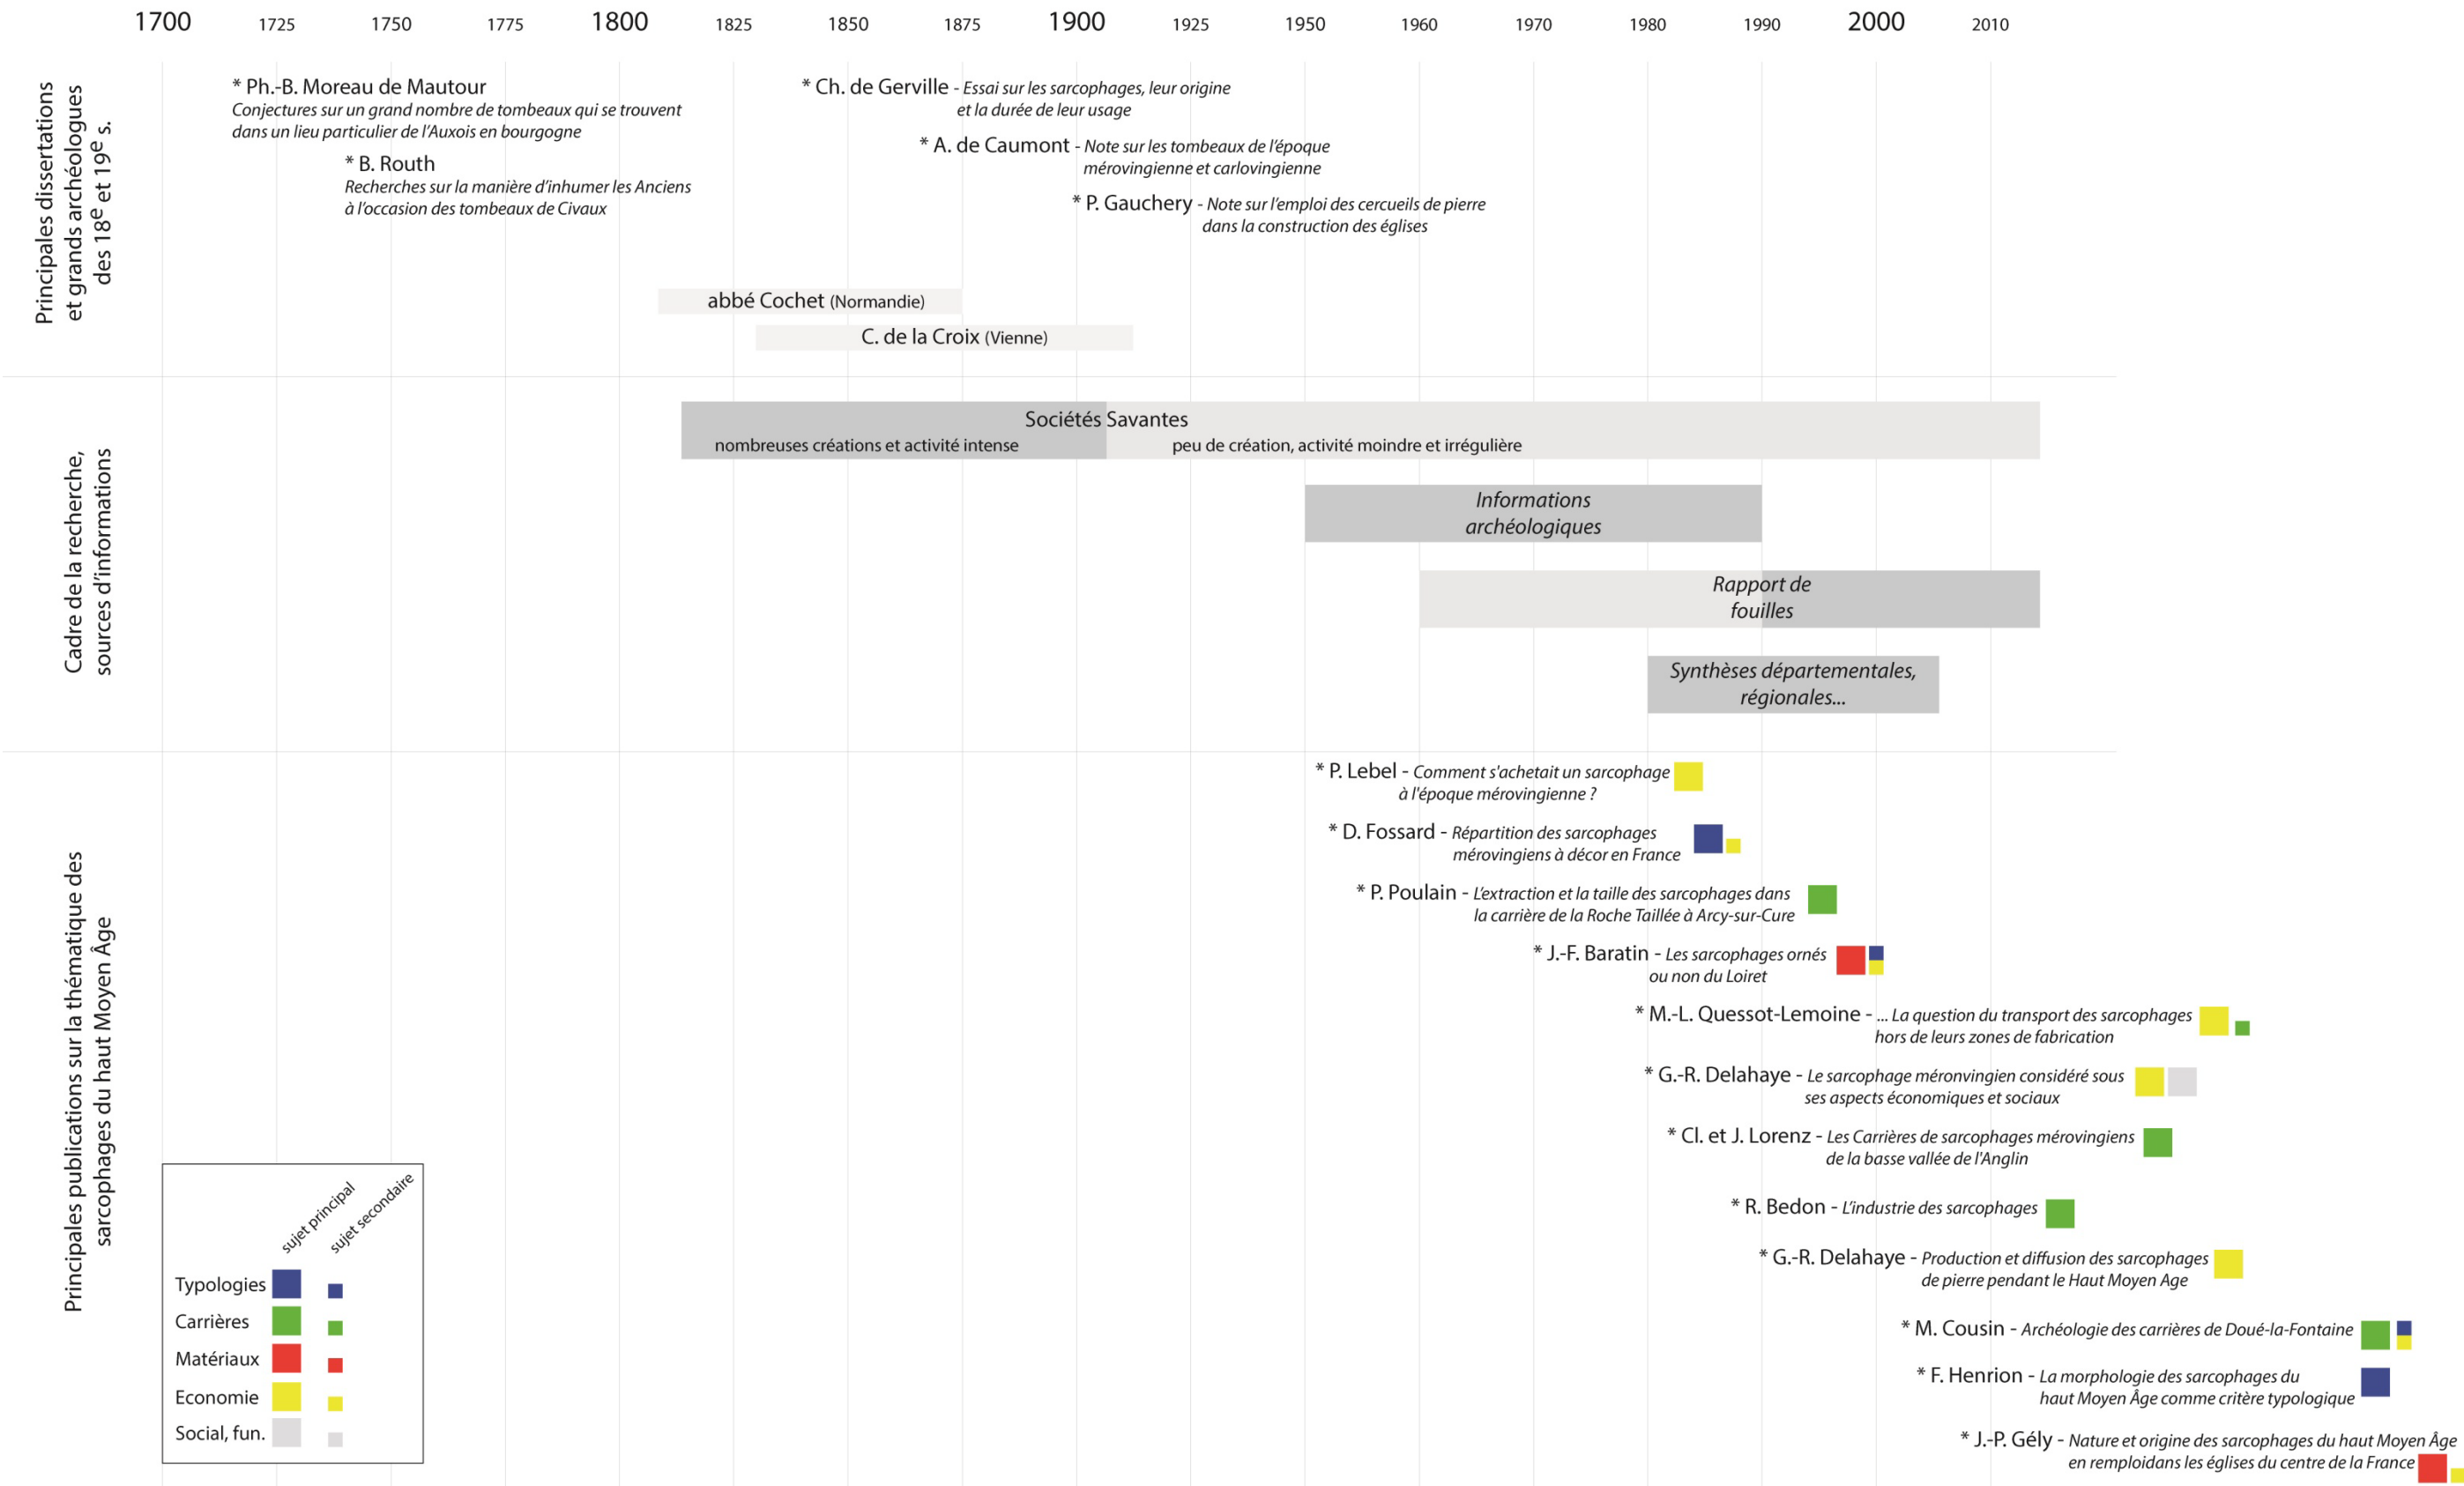 1700 1725 1750 1775 1800 1825 1850 1875 1900 1925 1950 1960 1970 1980 1990 2000 2010
Principales dissertations
et grands archéologues
des 18e et 19e s.
* Ph.-B. Moreau de Mautour
Conjectures sur un grand nombre de tombeaux qui se trouvent
dans un lieu particulier de l'Auxois en bourgogne
* B. Routh
Recherches sur la manière d'inhumer les Anciens
à l'occasion des tombeaux de Civaux
* Ch. de Gerville - Essai sur les sarcophages, leur origine
et la durée de leur usage
* A. de Caumont - Note sur les tombeaux de l'époque
mérovingienne et carlovingienne
* P. Gauchery - Note sur l'emploi des cercueils de pierre
dans la construction des églises
abbé Cochet (Normandie)
C. de la Croix (Vienne)
Cadre de la recherche,
sources d'informations
Sociétés Savantes
nombreuses créations et activité intense
peu de création, activité moindre et irrégulière
Informations
archéologiques
Rapport de
fouilles
Synthèses départementales,
régionales...
Principales publications sur la thématique des
sarcophages du haut Moyen Âge
* P. Lebel - Comment s'achetait un sarcophage
à l'époque mérovingienne ?
* D. Fossard - Répartition des sarcophages
mérovingiens à décor en France
* P. Poulain - L'extraction et la taille des sarcophages dans
la carrière de la Roche Taillée à Arcy-sur-Cure
* J.-F. Baratin - Les sarcophages ornés
ou non du Loiret
* M.-L. Quessot-Lemoine - ... La question du transport des sarcophages
hors de leurs zones de fabrication
* G.-R. Delahaye - Le sarcophage méronvingien considéré sous
ses aspects économiques et sociaux
* Cl. et J. Lorenz - Les Carrières de sarcophages mérovingiens
de la basse vallée de l'Anglin
* R. Bedon - L'industrie des sarcophages
* G.-R. Delahaye - Production et diffusion des sarcophages
de pierre pendant le Haut Moyen Age
* M. Cousin - Archéologie des carrières de Doué-la-Fontaine
* F. Henrion - La morphologie des sarcophages du
haut Moyen Âge comme critère typologique
* J.-P. Gély - Nature et origine des sarcophages du haut Moyen Âge
en remploidans les églises du centre de la France
sujet principal
sujet secondaire
Typologies
Carrières
Matériaux
Economie
Social, fun.